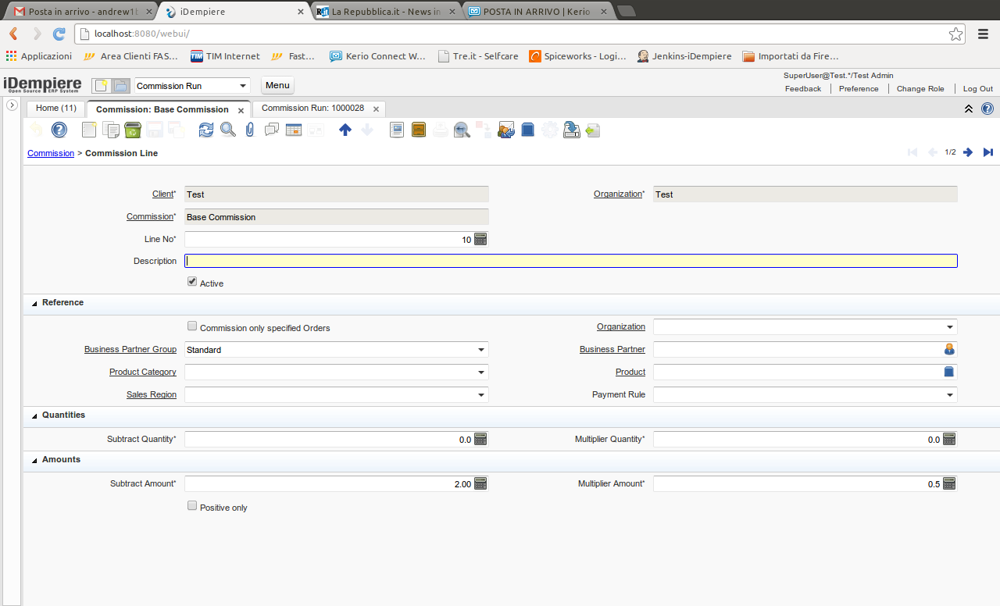 Posta in arrivo - andrew1b
iDempiere
La Repubblica.it - News in
POSTA IN ARRIVO | Kerio
localhost:8080/webui/
Applicazioni
Area Clienti FAS...
TIM Internet
Fast...
Kerio Connect W...
Tre.it - Selfcare
Spiceworks - Logi...
Jenkins-iDempiere
Importati da Fire...
iDempiere
Open Source ERP System
Commission Run
Menu
SuperUser@Test.*/Test Admin
Feedback | Preference | Change Role | Log Out
Home (11)
Commission: Base Commission
Commission Run: 1000028
Commission > Commission Line
1/2
Client* Test
Organization* Test
Commission* Base Commission
Line No* 10
Description
Active
Reference
Commission only specified Orders
Organization
Business Partner Group Standard
Business Partner
Product Category
Product
Sales Region
Payment Rule
Quantities
Subtract Quantity* 0.0
Multiplier Quantity* 0.0
Amounts
Subtract Amount* 2.00
Multiplier Amount* 0.5
Positive only